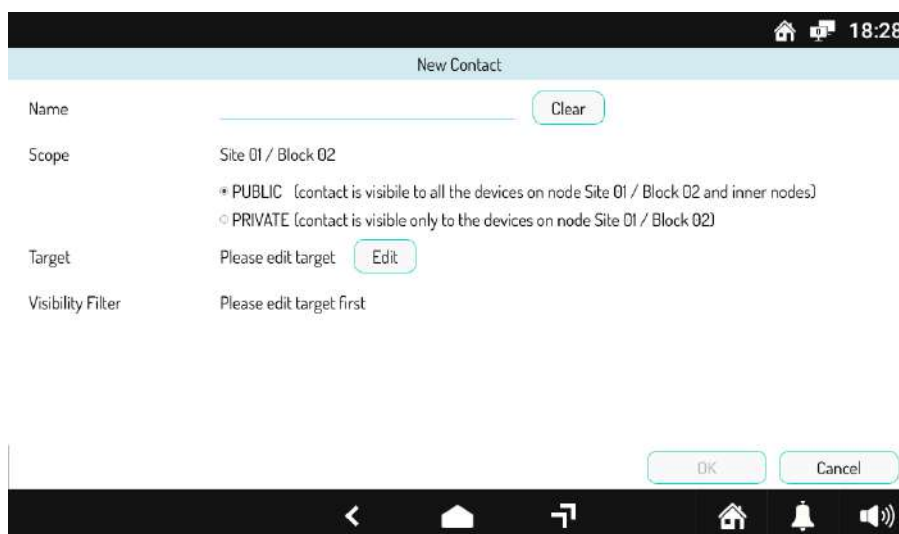 18:28
New Contact
Name Clear
Scope Site 01 / Block 02
PUBLIC (contact is visibile to all the devices on node Site 01 / Block 02 and inner nodes)
PRIVATE (contact is visible only to the devices on node Site 01 / Block 02)
Target Please edit target Edit
Visibility Filter Please edit target first
OK Cancel